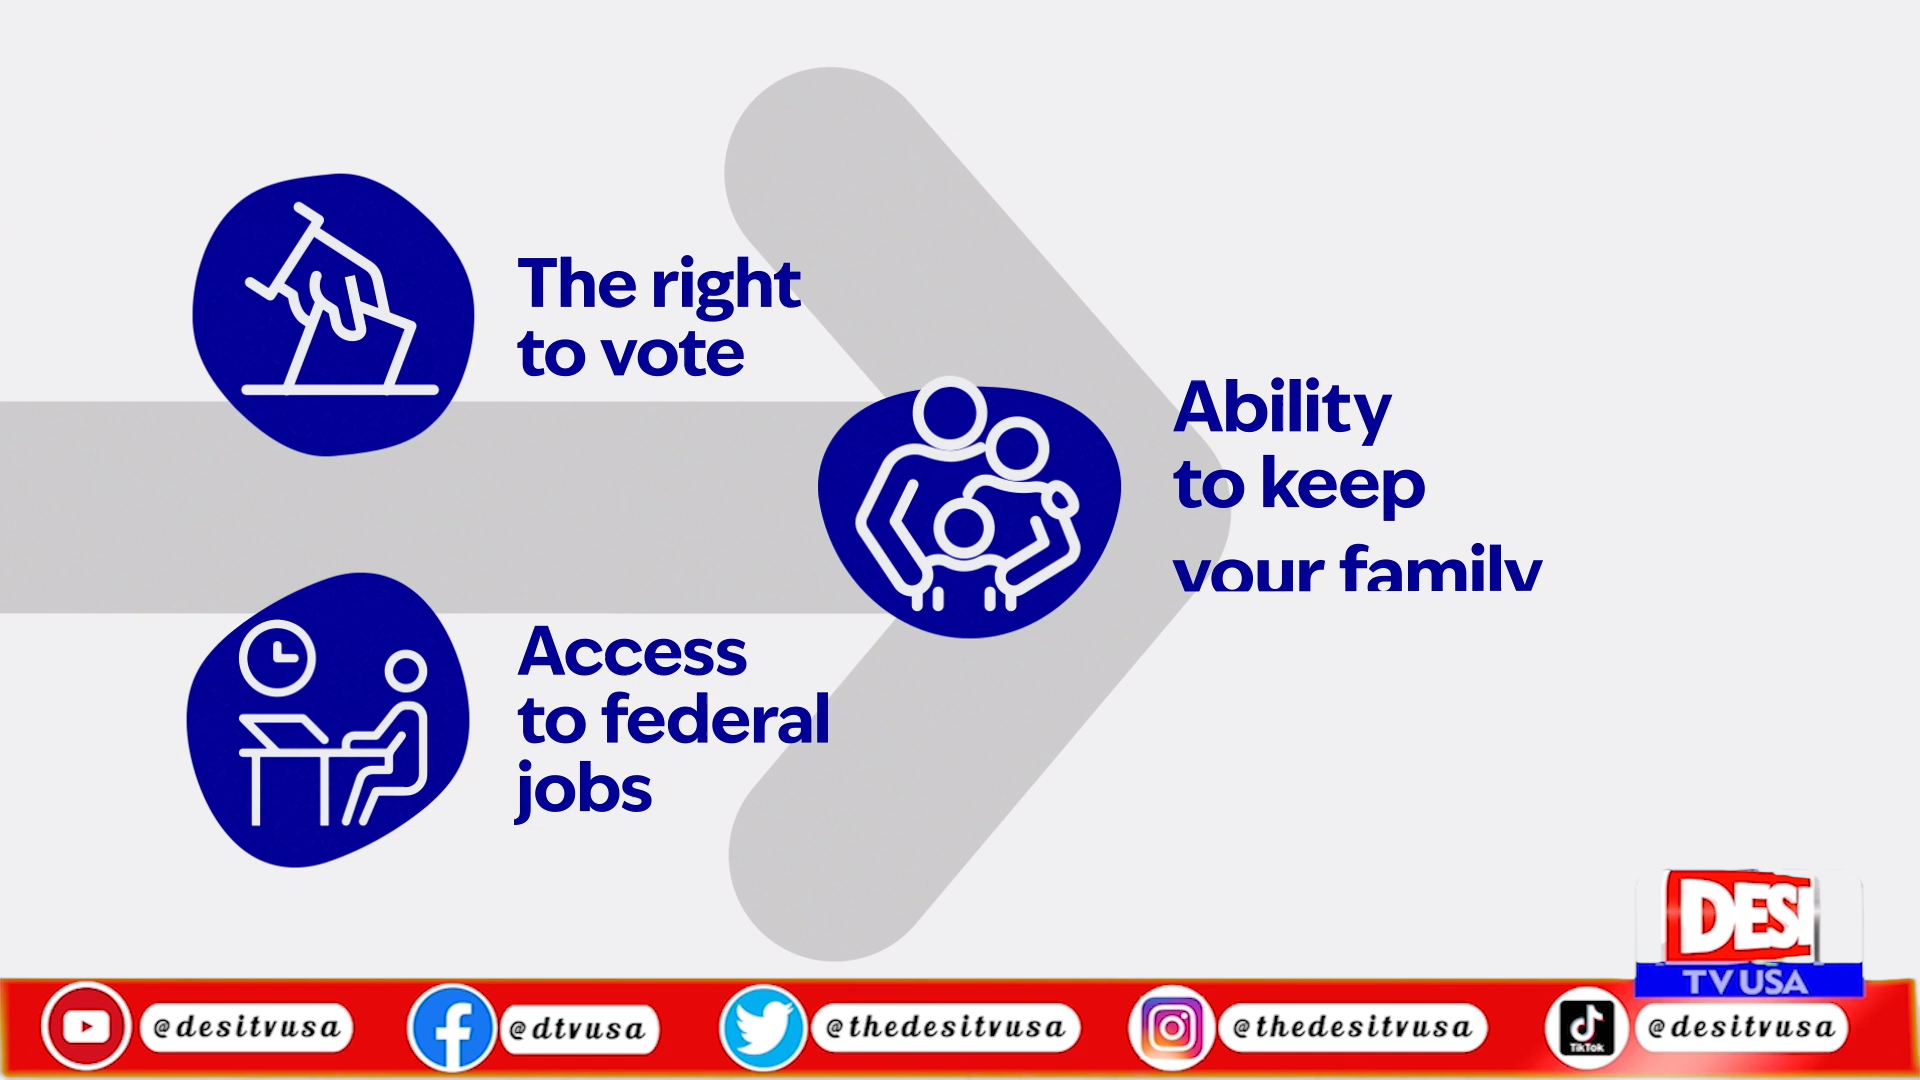 The right
to vote
Access
to federal
jobs
Ability
to keep
your family
DESI
TV USA
@desitvusa
@dtvusa
@thedesitvusa
@thedesitvusa
TikTok
@desitvusa